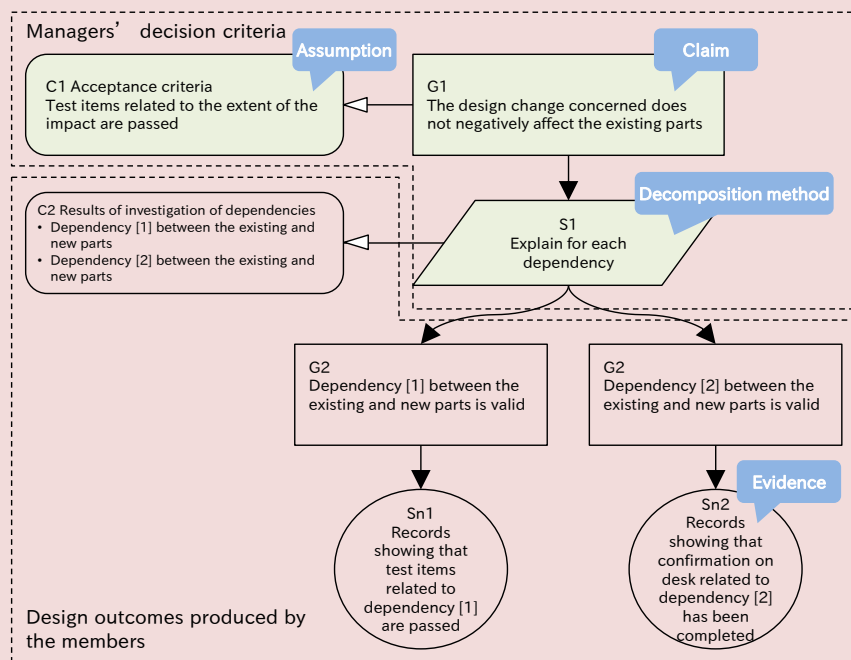 Managers’ decision criteria
Assumption
Claim
C1 Acceptance criteria
Test items related to the extent of the
impact are passed
G1
The design change concerned does
not negatively affect the existing parts
Decomposition method
C2 Results of investigation of dependencies
• Dependency [1] between the existing and
new parts
• Dependency [2] between the existing and
new parts
S1
Explain for each
dependency
G2
Dependency [1] between the
existing and new parts is valid
G2
Dependency [2] between the
existing and new parts is valid
Evidence
Sn1
Records
showing that
test items
related to
dependency [1]
are passed
Sn2
Records
showing that
confirmation on
desk related to
dependency [2]
has been
completed
Design outcomes produced by
the members